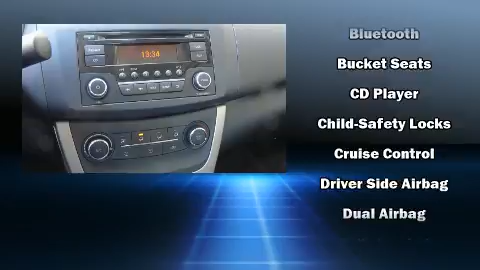 13:34
Bluetooth
Bucket Seats
CD Player
Child-Safety Locks
Cruise Control
Driver Side Airbag
Dual Airbag